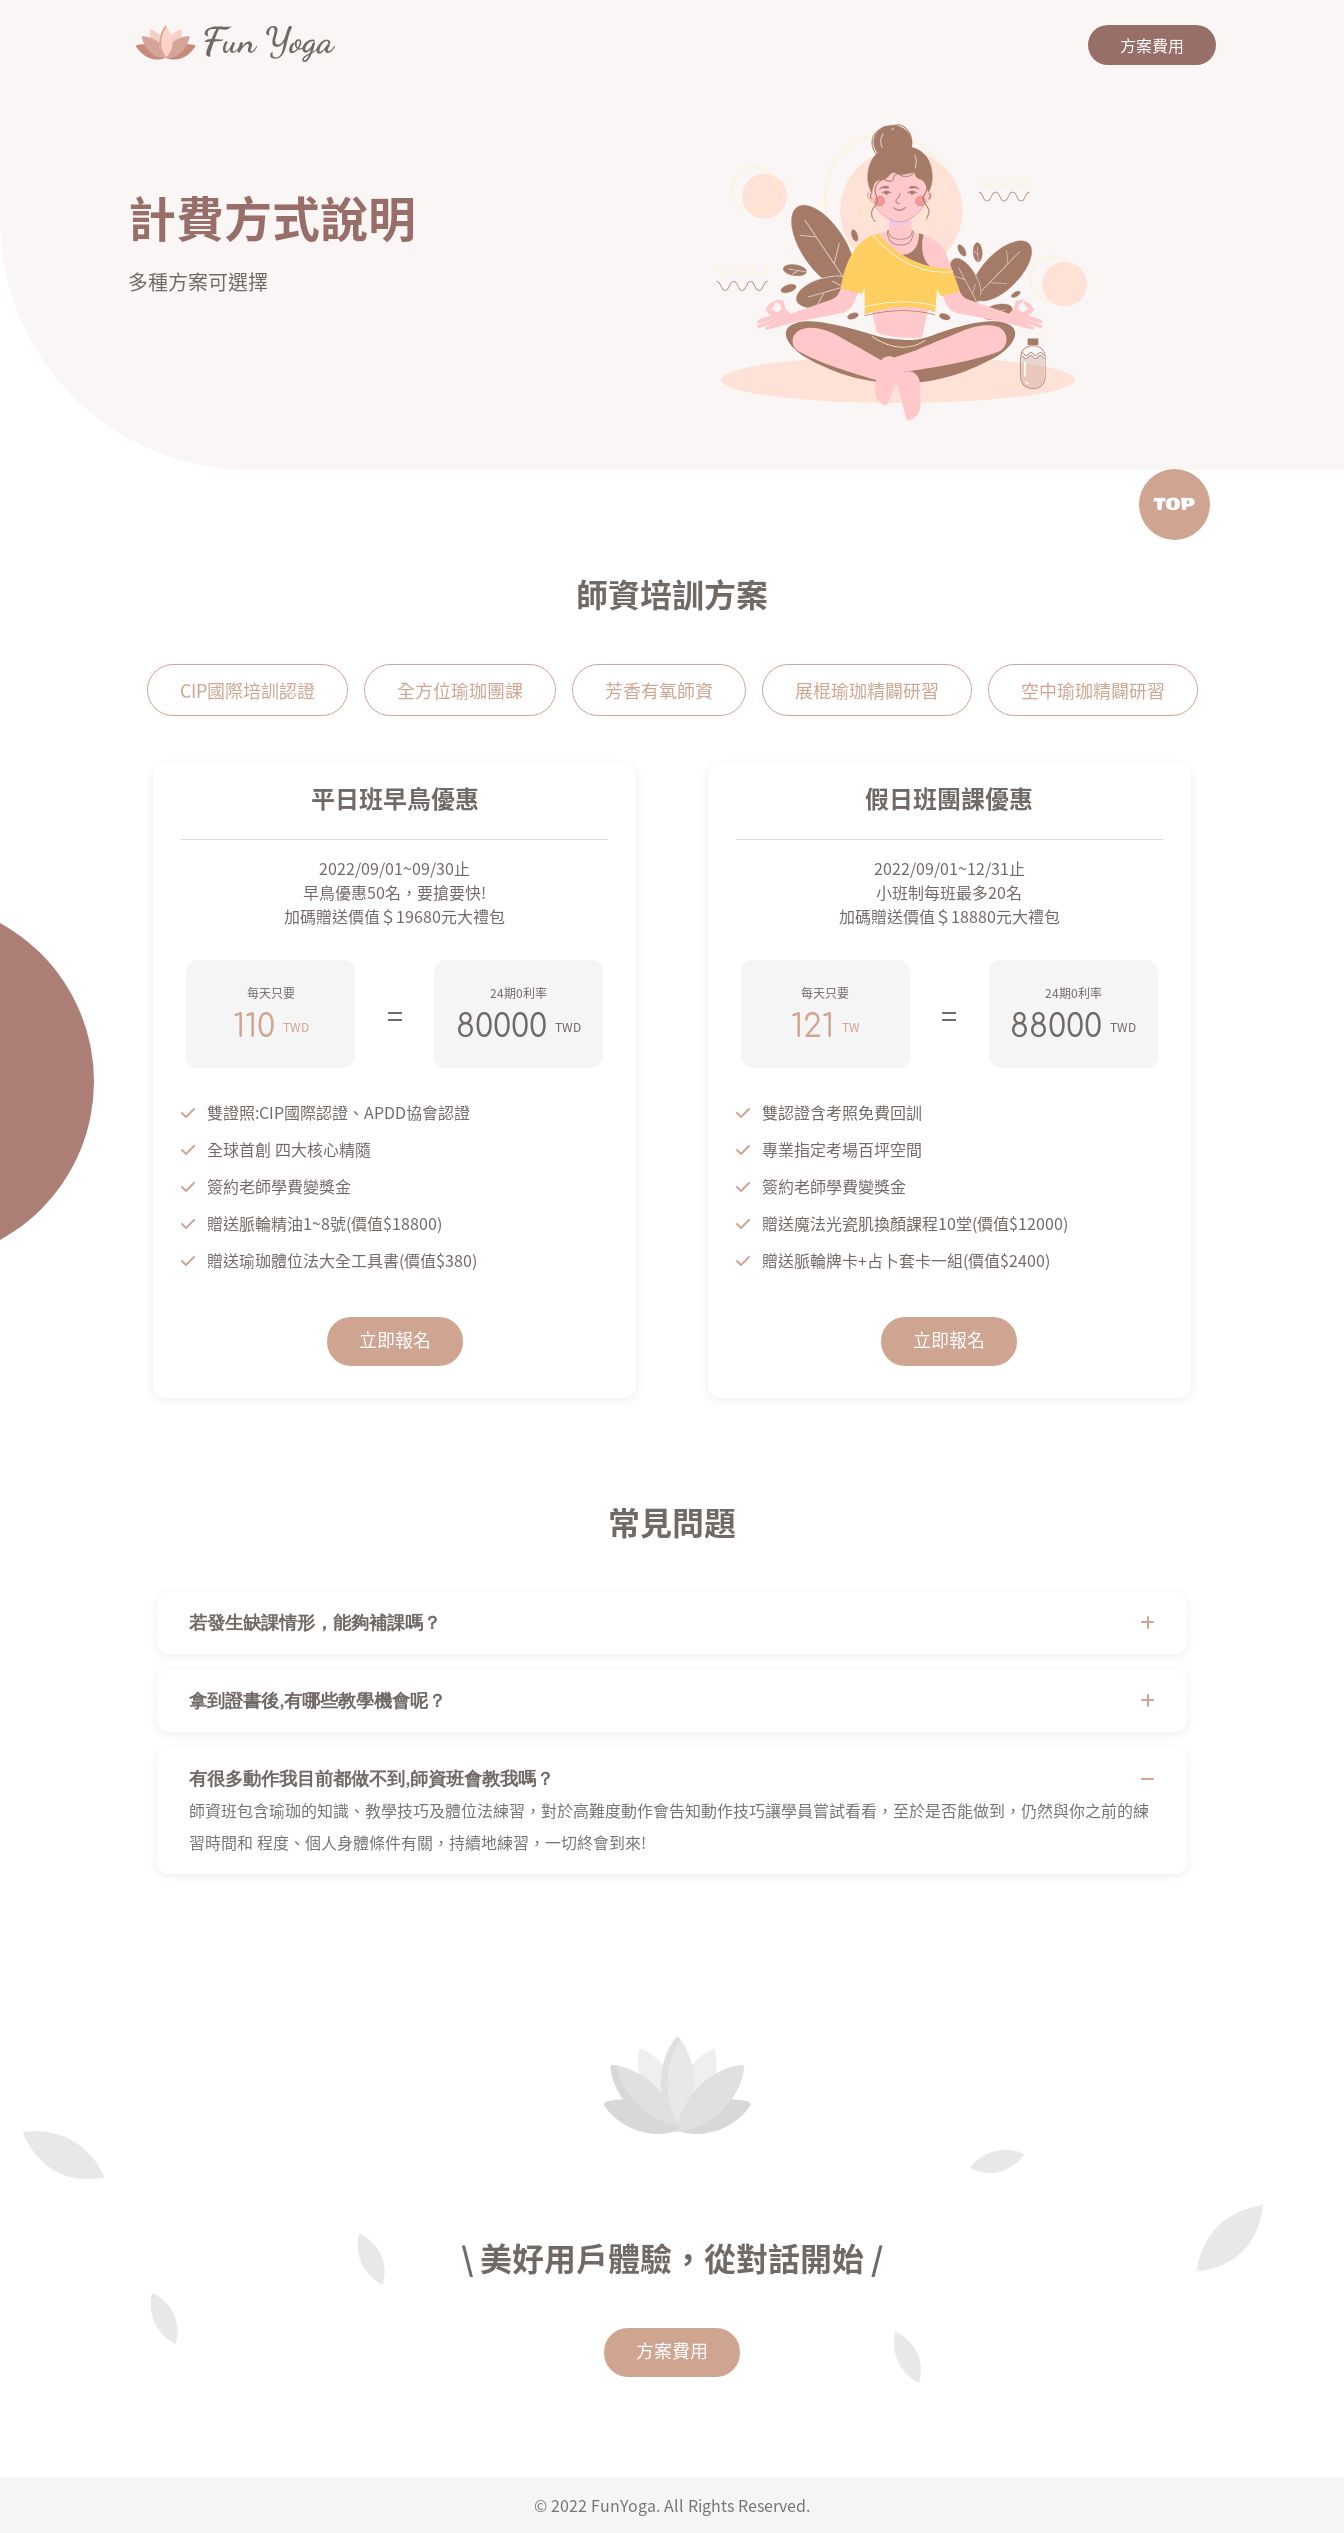 Fun Yoga
方案費用
計費方式說明
多種方案可選擇
TOP
師資培訓方案
CIP國際培訓認證
全方位瑜珈團課
芳香有氧師資
展棍瑜珈精闢研習
空中瑜珈精闢研習
平日班早鳥優惠
2022/09/01~09/30止
早鳥優惠50名，要搶要快!
加碼贈送價值＄19680元大禮包
每天只要
110 TWD
=
24期0利率
80000 TWD
雙證照:CIP國際認證、APDD協會認證
全球首創 四大核心精隨
簽約老師學費變獎金
贈送脈輪精油1~8號(價值$18800)
贈送瑜珈體位法大全工具書(價值$380)
立即報名
假日班團課優惠
2022/09/01~12/31止
小班制每班最多20名
加碼贈送價值＄18880元大禮包
每天只要
121 TW
=
24期0利率
88000 TWD
雙認證含考照免費回訓
專業指定考場百坪空間
簽約老師學費變獎金
贈送魔法光瓷肌換顏課程10堂(價值$12000)
贈送脈輪牌卡+占卜套卡一組(價值$2400)
立即報名
常見問題
若發生缺課情形，能夠補課嗎？
拿到證書後,有哪些教學機會呢？
有很多動作我目前都做不到,師資班會教我嗎？
師資班包含瑜珈的知識、教學技巧及體位法練習，對於高難度動作會告知動作技巧讓學員嘗試看看，至於是否能做到，仍然與你之前的練
習時間和 程度、個人身體條件有關，持續地練習，一切終會到來!
\ 美好用戶體驗，從對話開始 /
方案費用
© 2022 FunYoga. All Rights Reserved.